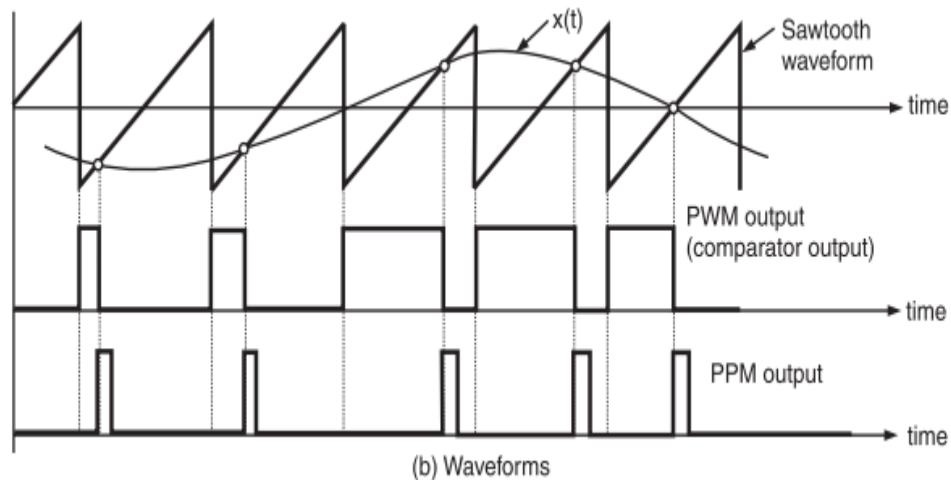 x(t)
Sawtooth
waveform
time
PWM output
(comparator output)
time
PPM output
time
(b) Waveforms